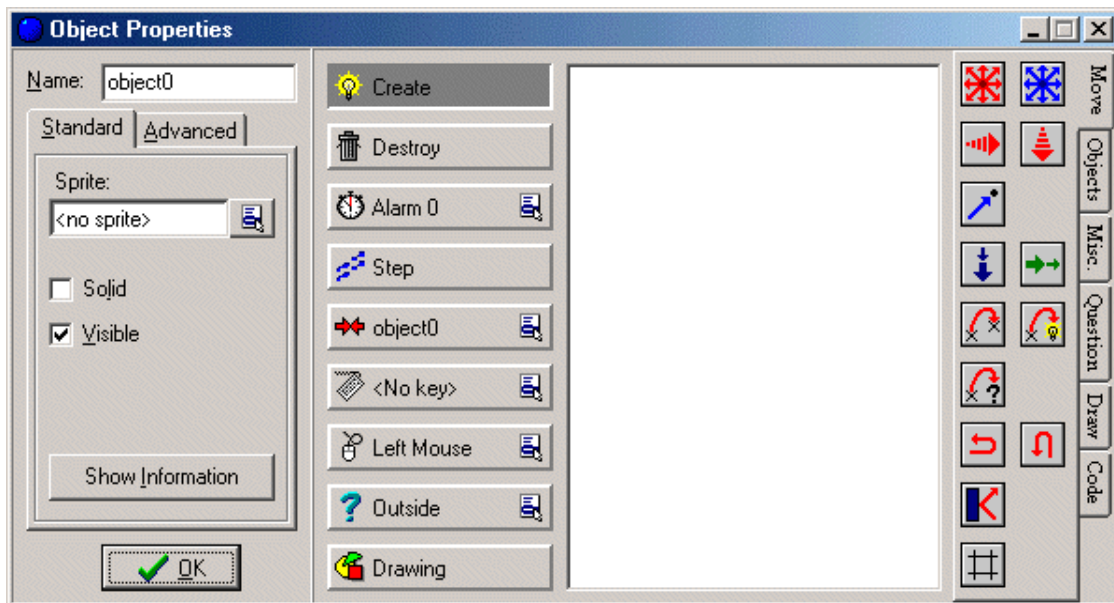 Object Properties
Name: object0
Standard Advanced
Sprite:
<no sprite>
Solid
Visible
Show Information
OK
Create
Destroy
Alarm 0
Step
object0
<No key>
Left Mouse
Outside
Drawing
Move
Objects
Misc.
Question
Draw
Code